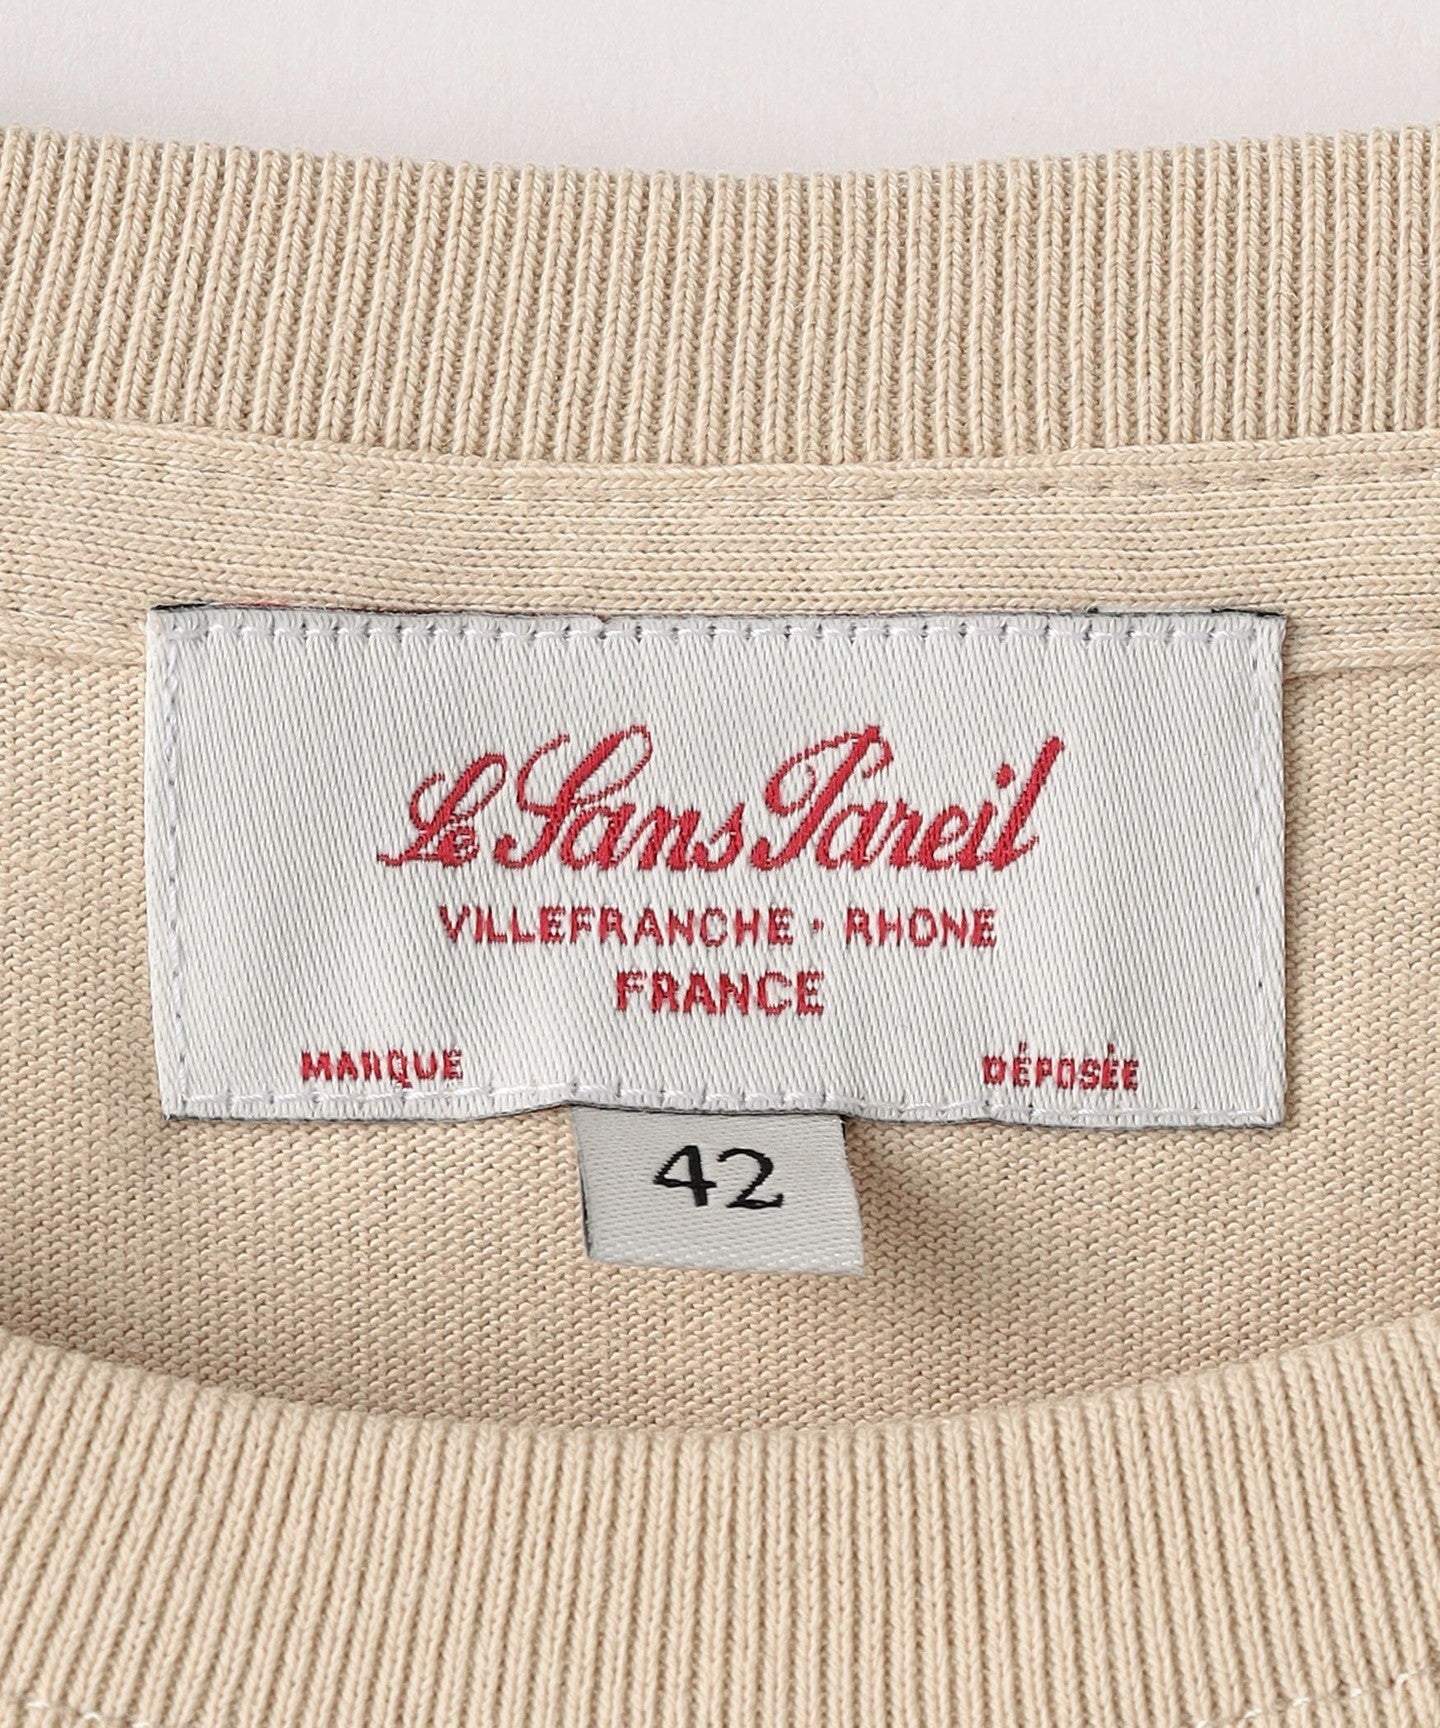 Le Sans Pareil
VILLEFRANCHE · RHONE
FRANCE
MARQUE DÉPOSÉE
42